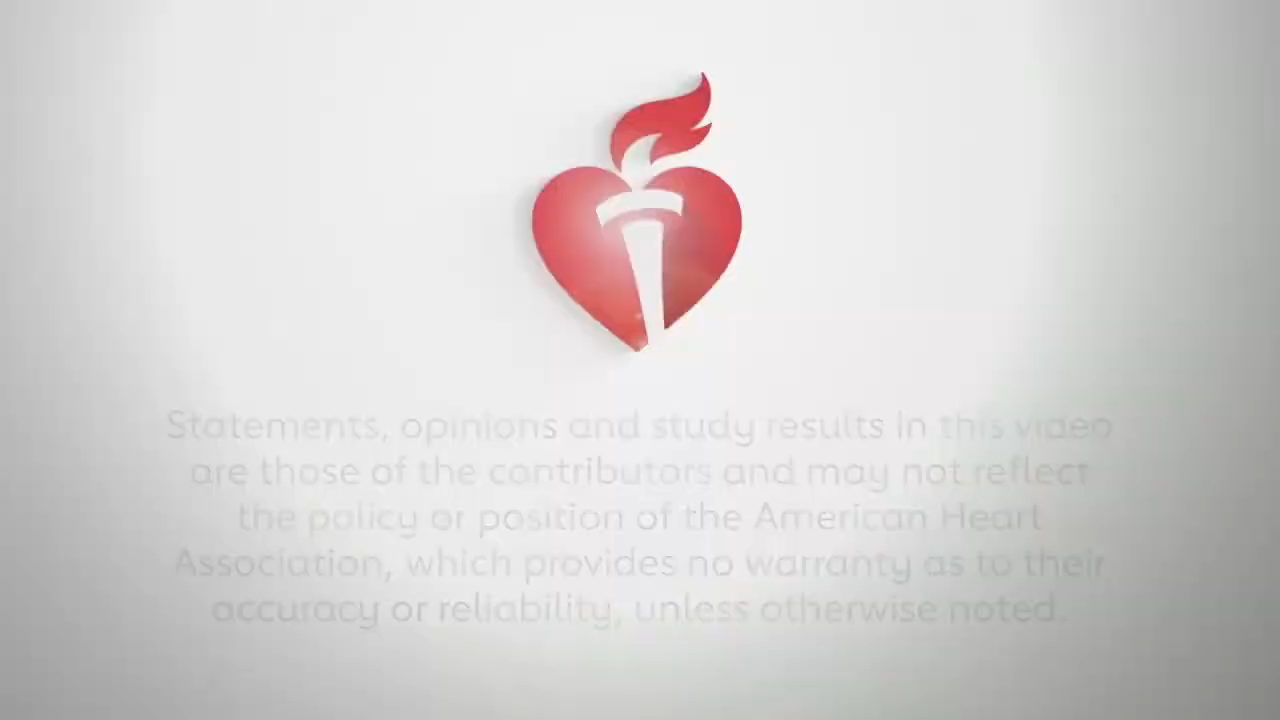 Statements, opinions and study results in this video
are those of the contributors and may not reflect
the policy or position of the American Heart
Association, which provides no warranty as to their
accuracy or reliability, unless otherwise noted.